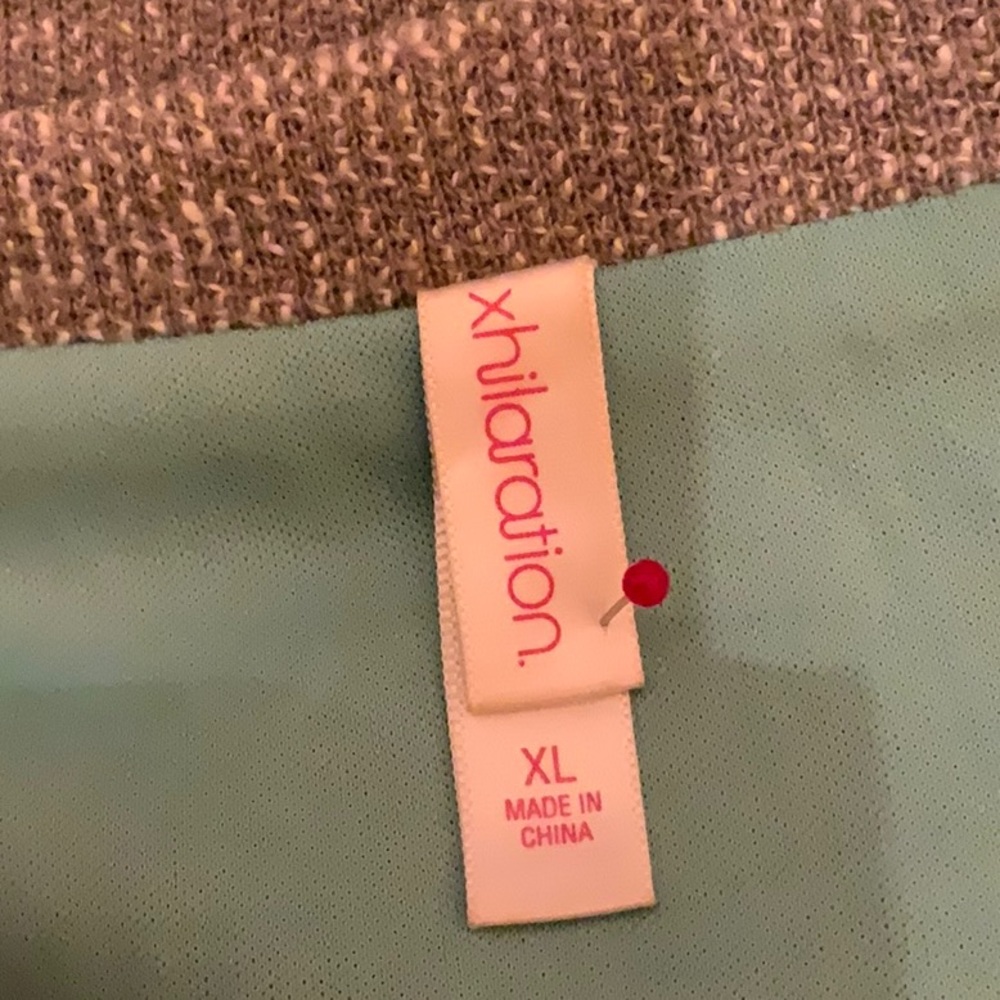 xhilaration.
XL
MADE IN
CHINA